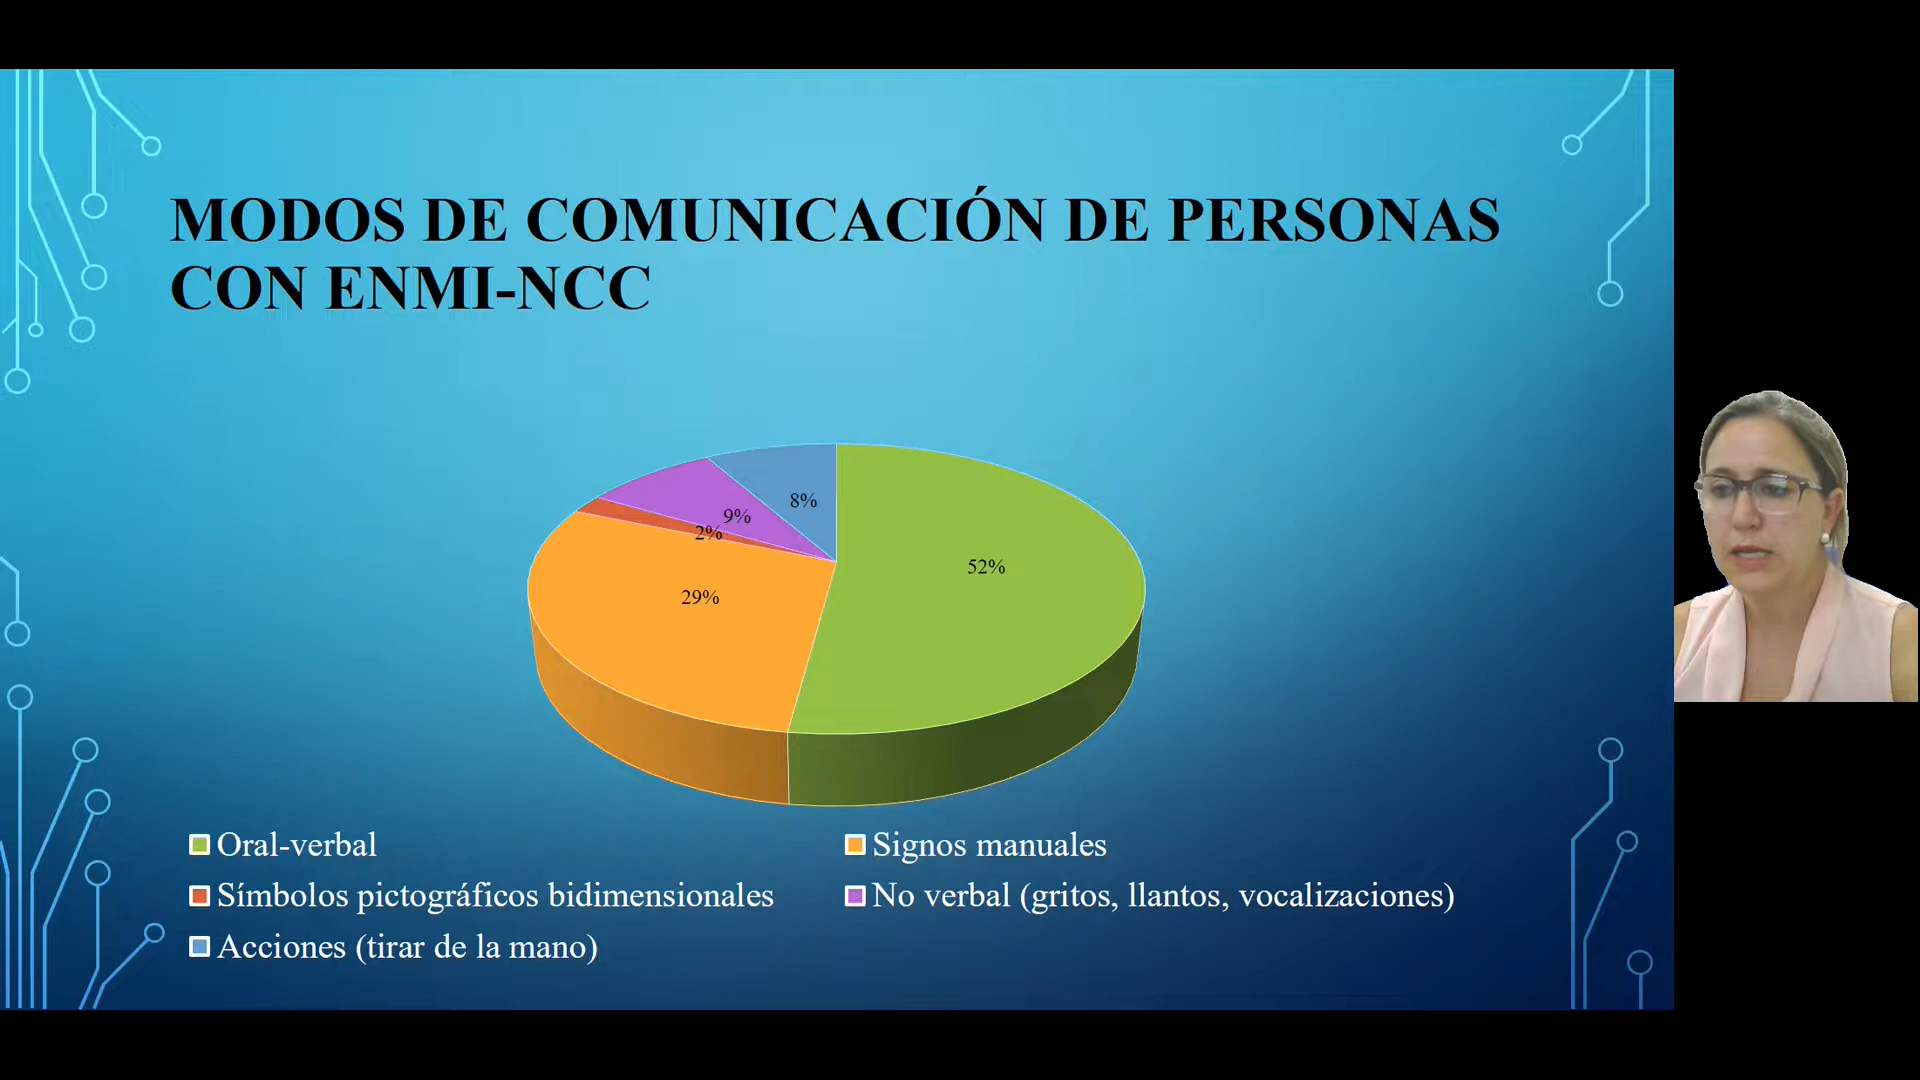 MODOS DE COMUNICACIÓN DE PERSONAS
CON ENMI-NCC
8%
9%
2%
52%
29%
Oral-verbal
Signos manuales
Símbolos pictográficos bidimensionales
No verbal (gritos, llantos, vocalizaciones)
Acciones (tirar de la mano)